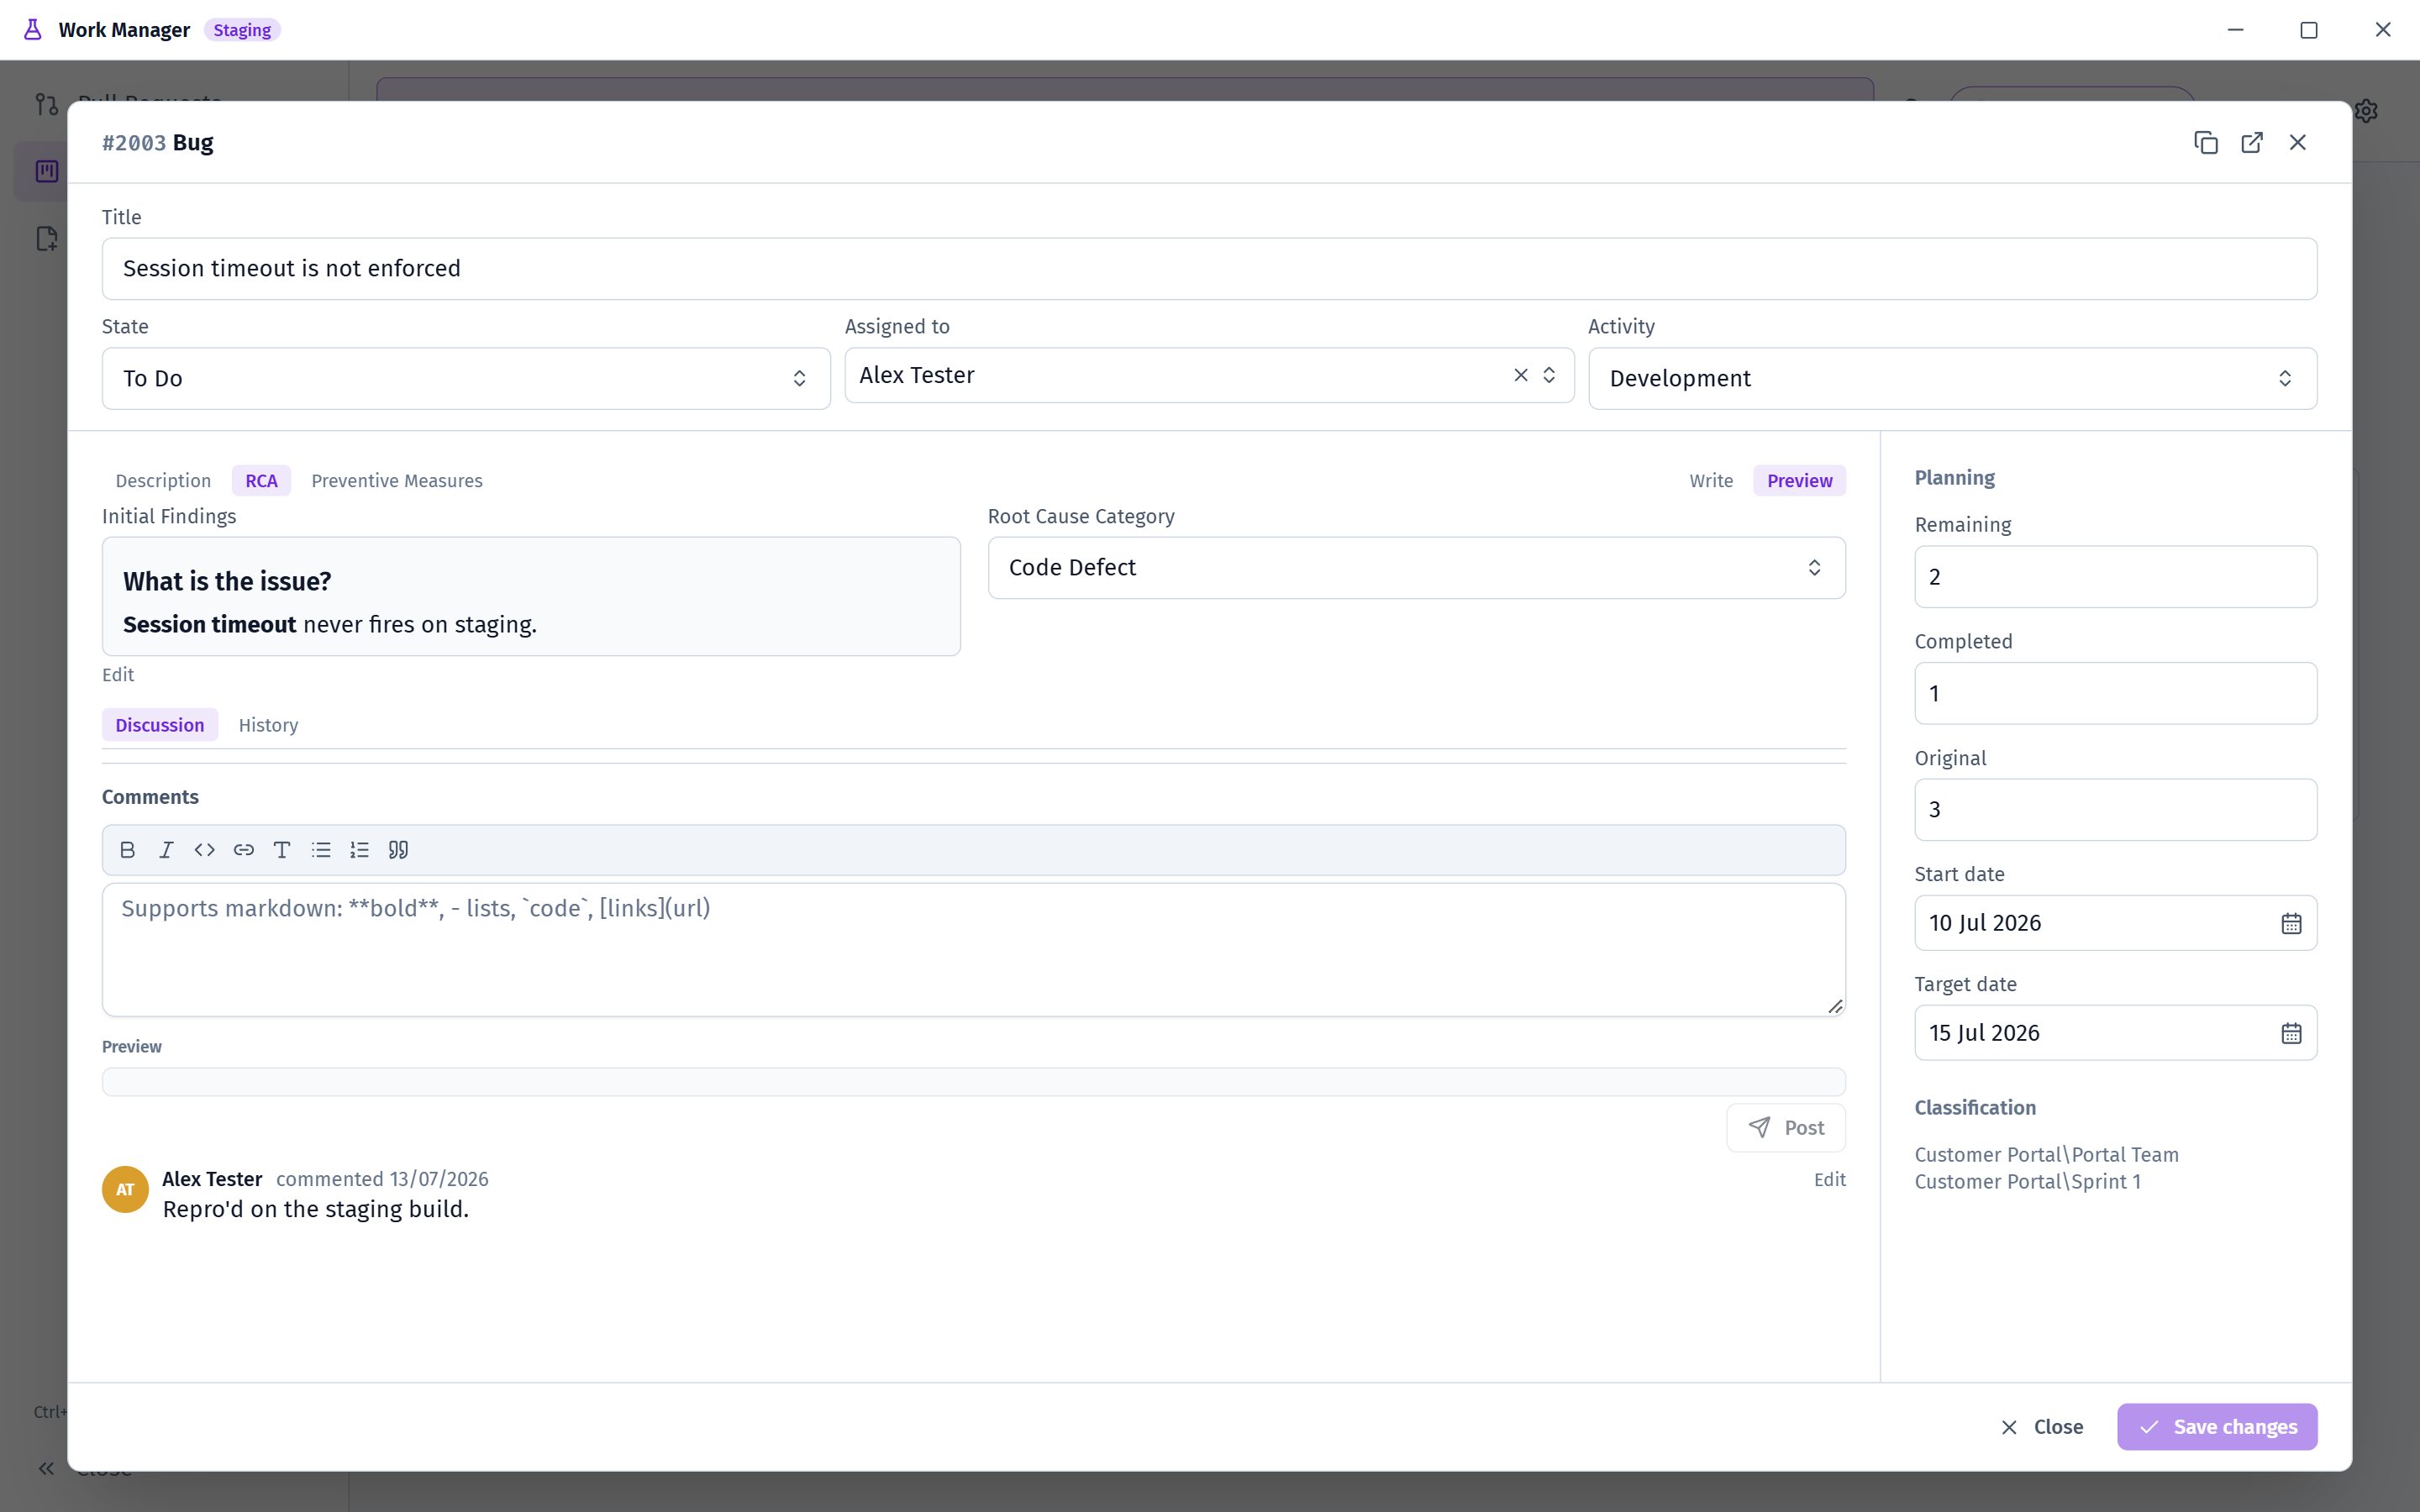 Work Manager Staging
#2003 Bug
Title
Session timeout is not enforced
State Assigned to Activity
To Do Alex Tester Development
Description RCA Preventive Measures Write Preview
Initial Findings Root Cause Category
What is the issue? Code Defect
Session timeout never fires on staging.
Edit
Discussion History
Comments
Supports markdown: **bold**, - lists, `code`, [links](url)
Preview
Post
AT Alex Tester commented 13/07/2026 Edit
Repro'd on the staging build.
Planning
Remaining
2
Completed
1
Original
3
Start date
10 Jul 2026
Target date
15 Jul 2026
Classification
Customer Portal\Portal Team
Customer Portal\Sprint 1
Ctrl+
Close Save changes